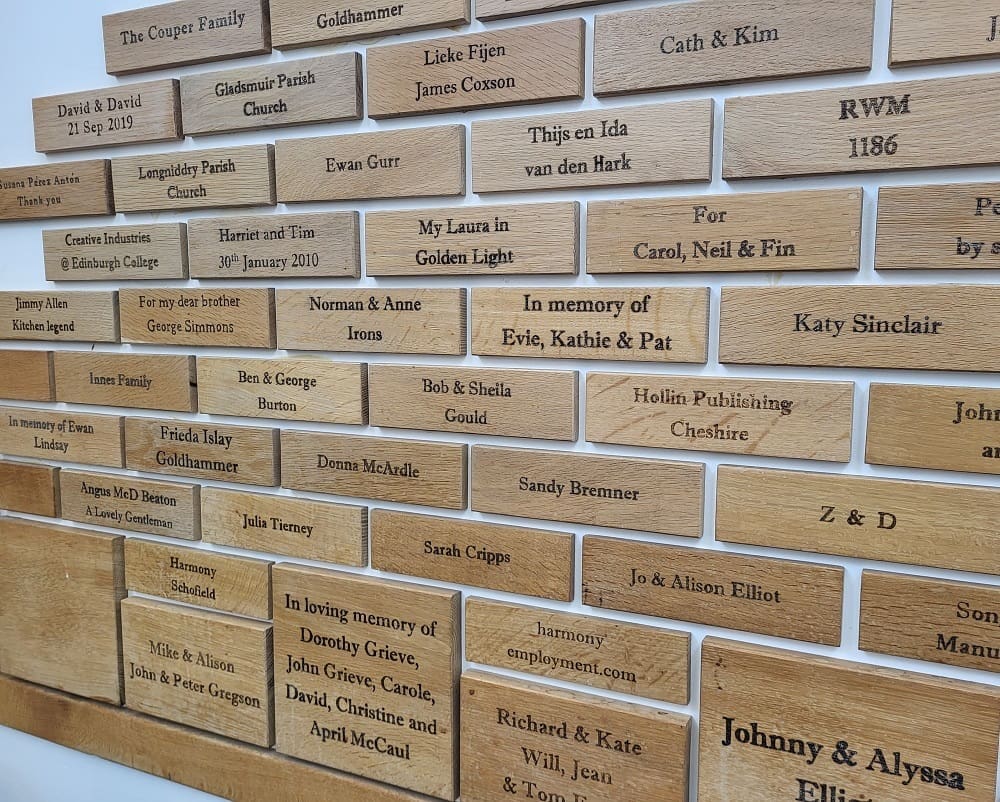 The Couper Family
Goldhammer
David & David
21 Sep 2019
Gladsmuir Parish
Church
Lieke Fijen
James Coxson
Cath & Kim
Susana Pérez Antón
Thank you
Longniddry Parish
Church
Ewan Gurr
Thijs en Ida
van den Hark
RWM
1186
Creative Industries
@ Edinburgh College
Harriet and Tim
30th January 2010
My Laura in
Golden Light
For
Carol, Neil & Fin
by
Jimmy Allen
Kitchen legend
For my dear brother
George Simmons
Norman & Anne
Irons
In memory of
Evie, Kathie & Pat
Katy Sinclair
Innes Family
Ben & George
Burton
Bob & Sheila
Gould
Hollin Publishing
Cheshire
In memory of Ewan
Lindsay
Frieda Islay
Goldhammer
Donna McArdle
Sandy Bremner
Z & D
Angus McD Beaton
A Lovely Gentleman
Julia Tierney
Sarah Cripps
Jo & Alison Elliot
Harmony
Schofield
Mike & Alison
John & Peter Gregson
In loving memory of
Dorothy Grieve,
John Grieve, Carole,
David, Christine and
April McCaul
harmony
employment.com
Richard & Kate
Will, Jean
& Tom
Johnny & Alyssa